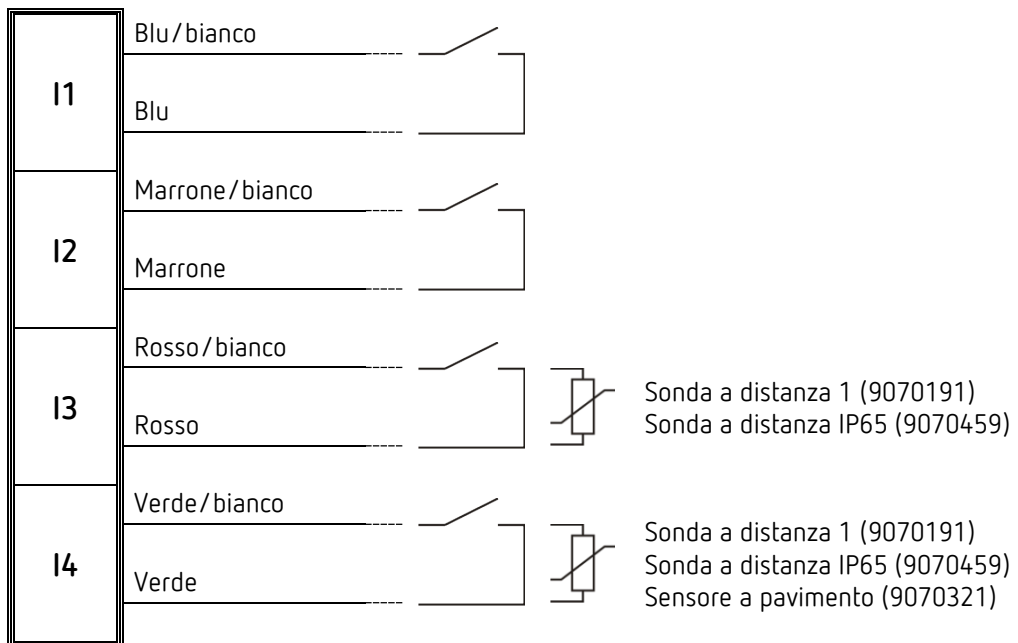 I1
Blu/bianco
Blu
I2
Marrone/bianco
Marrone
I3
Rosso/bianco
Rosso
Sonda a distanza 1 (9070191)
Sonda a distanza IP65 (9070459)
I4
Verde/bianco
Verde
Sonda a distanza 1 (9070191)
Sonda a distanza IP65 (9070459)
Sensore a pavimento (9070321)